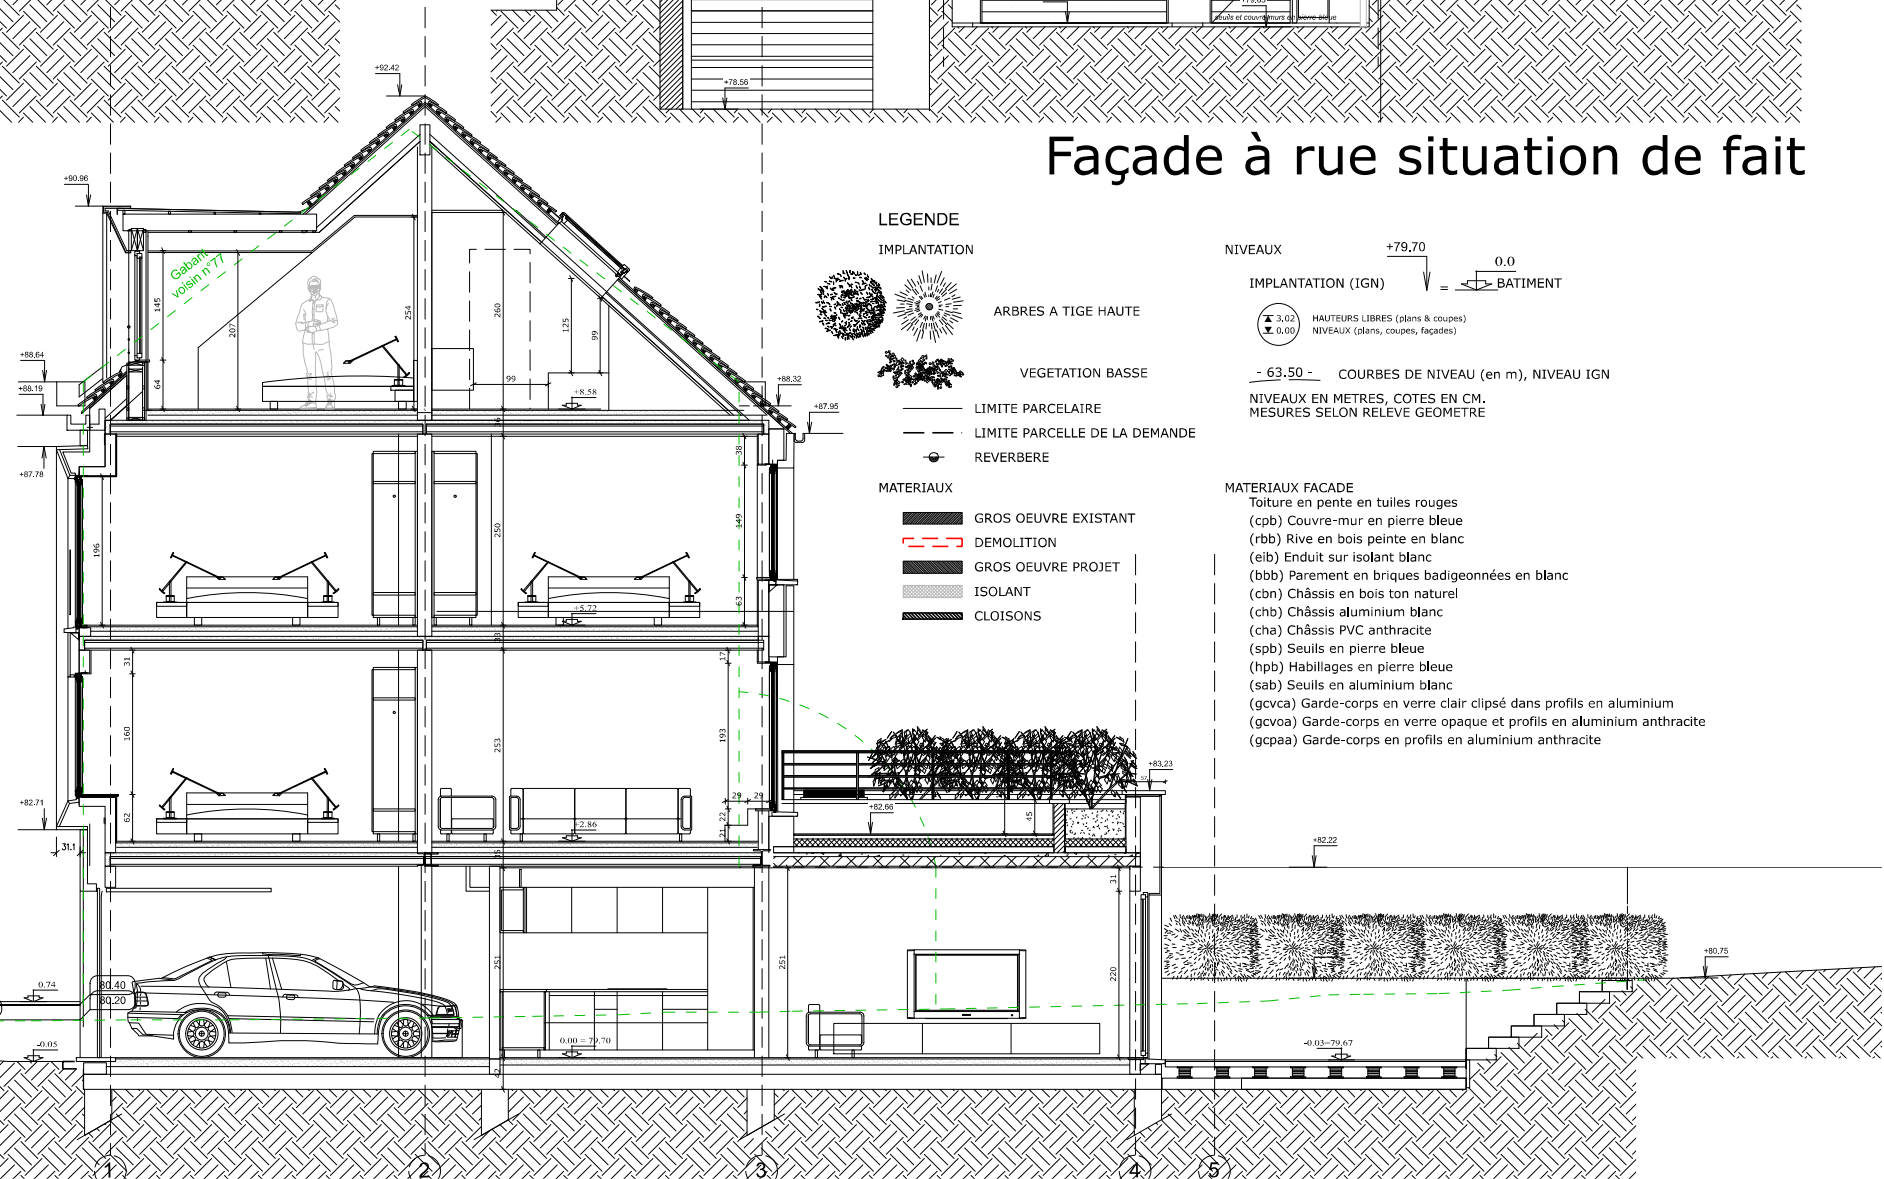 +79,63
seuils et couvre murs en pierre bleue
+78.56
+92.42
Façade à rue situation de fait
+90.96
Gabarit
voisin n°77
145
207
64
254
260
125
99
99
+8.58
+88.64
+88.19
+87.78
+88.32
+87.95
36
38
196
250
149
63
+5.72
33
31
17
160
253
193
62
29
29
22
21
+2.86
+82.71
31.1
35
+82.66
45
57
+83,23
+82.22
31
251
251
220
+80.75
0.74
80.40
80.20
-0.05
0.00 = 79,70
-0.03=79,67
42
1
2
3
4
5
LEGENDE
IMPLANTATION
ARBRES A TIGE HAUTE
VEGETATION BASSE
LIMITE PARCELAIRE
LIMITE PARCELLE DE LA DEMANDE
REVERBERE
MATERIAUX
GROS OEUVRE EXISTANT
DEMOLITION
GROS OEUVRE PROJET
ISOLANT
CLOISONS
NIVEAUX
+79.70
0.0
IMPLANTATION (IGN) = BATIMENT
3,02
0.00
HAUTEURS LIBRES (plans & coupes)
NIVEAUX (plans, coupes, façades)
- 63.50 - COURBES DE NIVEAU (en m), NIVEAU IGN
NIVEAUX EN METRES, COTES EN CM.
MESURES SELON RELEVE GEOMETRE
MATERIAUX FACADE
Toiture en pente en tuiles rouges
(cpb) Couvre-mur en pierre bleue
(rbb) Rive en bois peinte en blanc
(eib) Enduit sur isolant blanc
(bbb) Parement en briques badigeonnées en blanc
(cbn) Châssis en bois ton naturel
(chb) Châssis aluminium blanc
(cha) Châssis PVC anthracite
(spb) Seuils en pierre bleue
(hpb) Habillages en pierre bleue
(sab) Seuils en aluminium blanc
(gcvca) Garde-corps en verre clair clipsé dans profils en aluminium
(gcvoa) Garde-corps en verre opaque et profils en aluminium anthracite
(gcpaa) Garde-corps en profils en aluminium anthracite